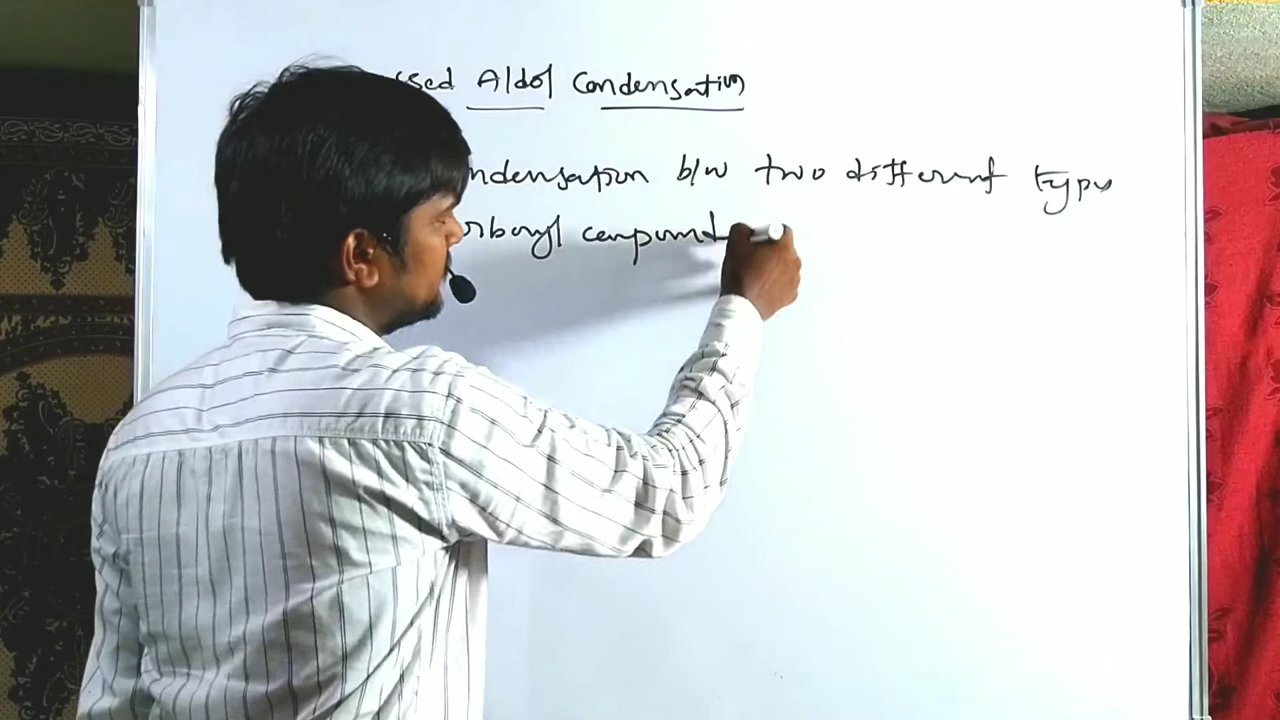 ssed Aldol Condensation
ndensation b/w two different type
rbonyl compound